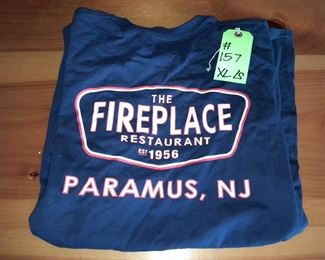 THE
FIREPLACE
RESTAURANT
EST 1956
PARAMUS, NJ
#
157
XL/S